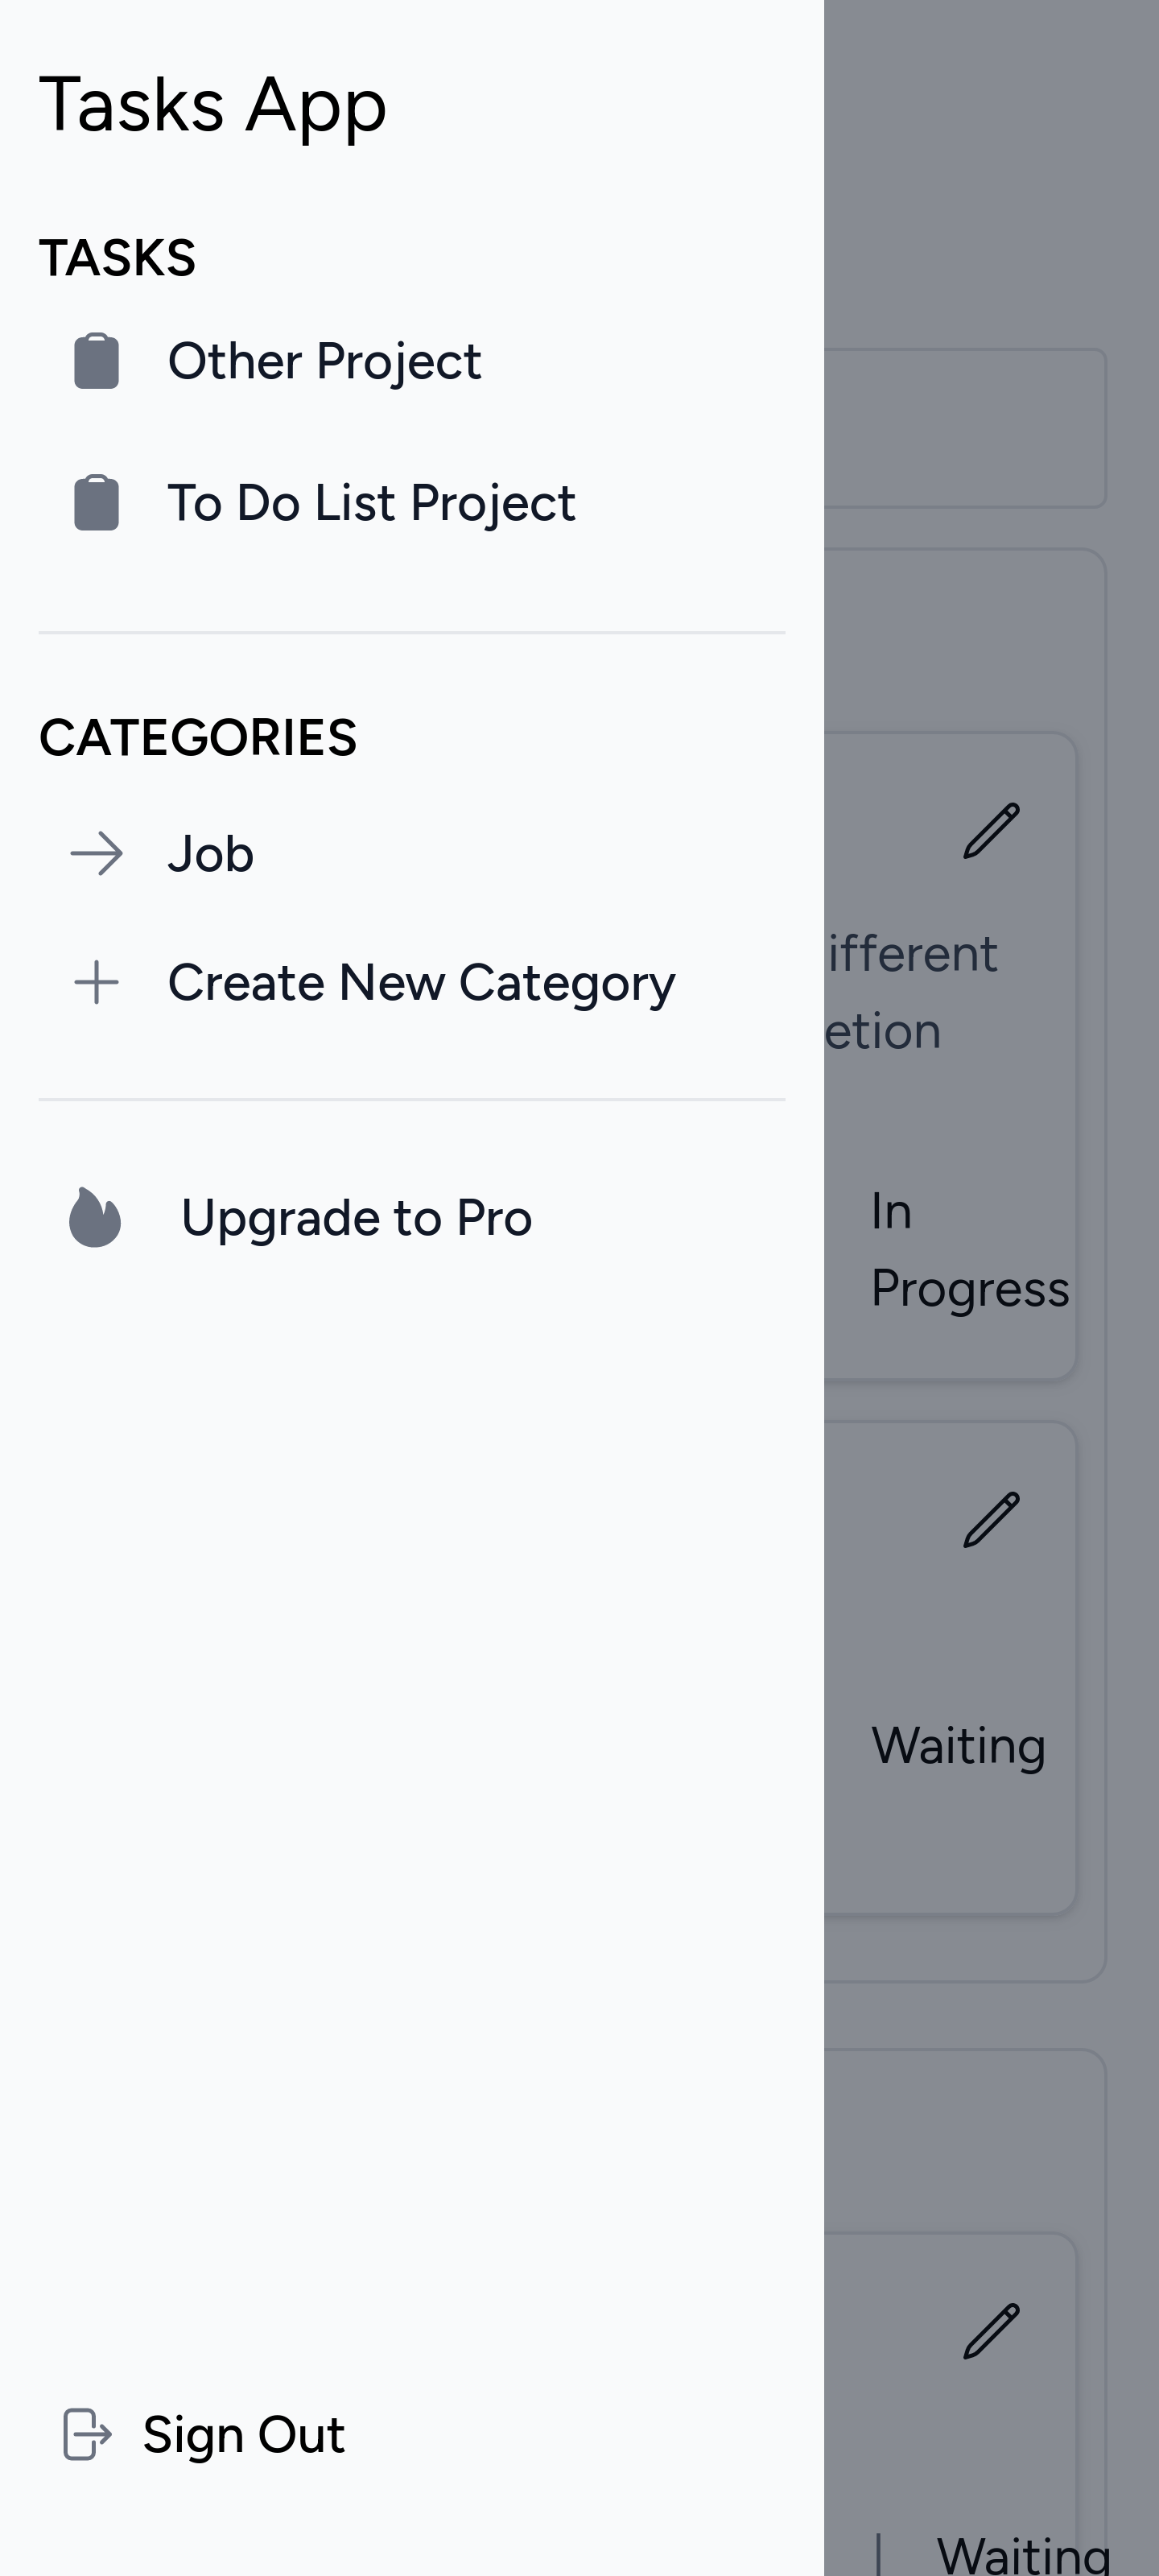 Tasks App
TASKS
Other Project
To Do List Project
CATEGORIES
Job
Create New Category
Upgrade to Pro
Sign Out
ifferent
etion
In
Progress
Waiting
| Waiting